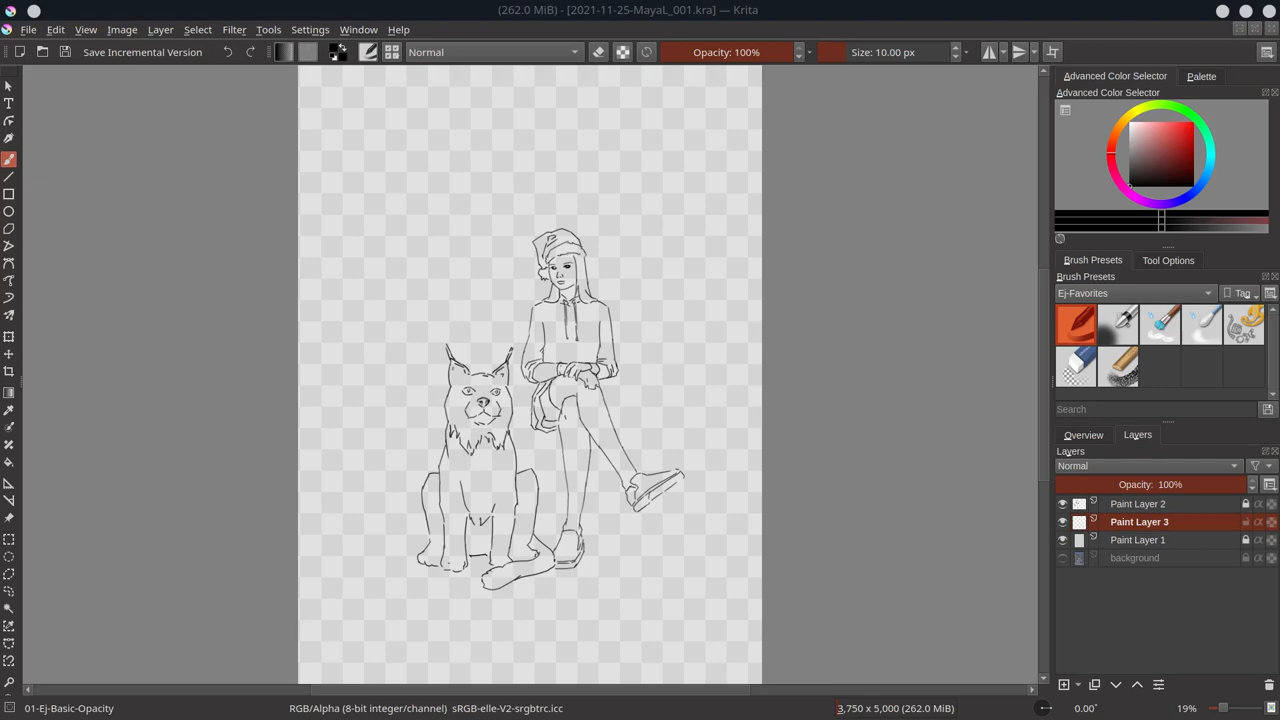 (262.0 MiB) - [2021-11-25-MayaL_001.kra] — Krita
File Edit View Image Layer Select Filter Tools Settings Window Help
Save Incremental Version Normal Opacity: 100% Size: 10.00 px
Advanced Color Selector Palette
Advanced Color Selector
Brush Presets Tool Options
Brush Presets
Ej-Favorites Tag
Search
Overview Layers
Layers
Normal
Opacity: 100%
Paint Layer 2
Paint Layer 3
Paint Layer 1
background
01-Ej-Basic-Opacity RGB/Alpha (8-bit integer/channel) sRGB-elle-V2-srgbtrc.icc 3,750 x 5,000 (262.0 MiB) 0.00° 19%